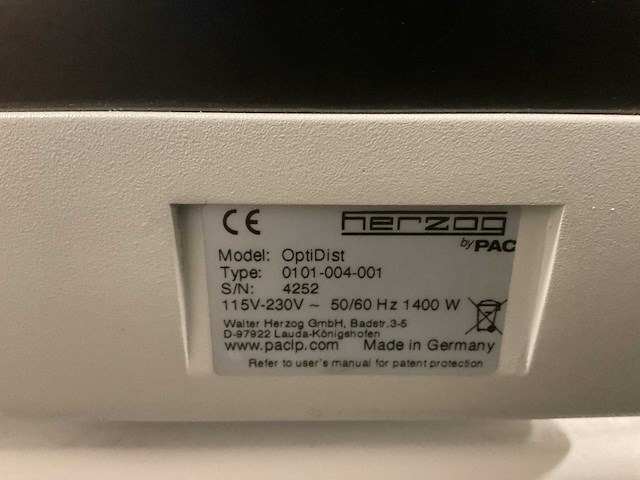 CE herzog
by PAC
Model: OptiDist
Type: 0101-004-001
S/N: 4252
115V-230V ~ 50/60 Hz 1400 W
Walter Herzog GmbH, Badstr.3-5
D-97922 Lauda-Königshofen
www.paclp.com Made in Germany
Refer to user's manual for patent protection